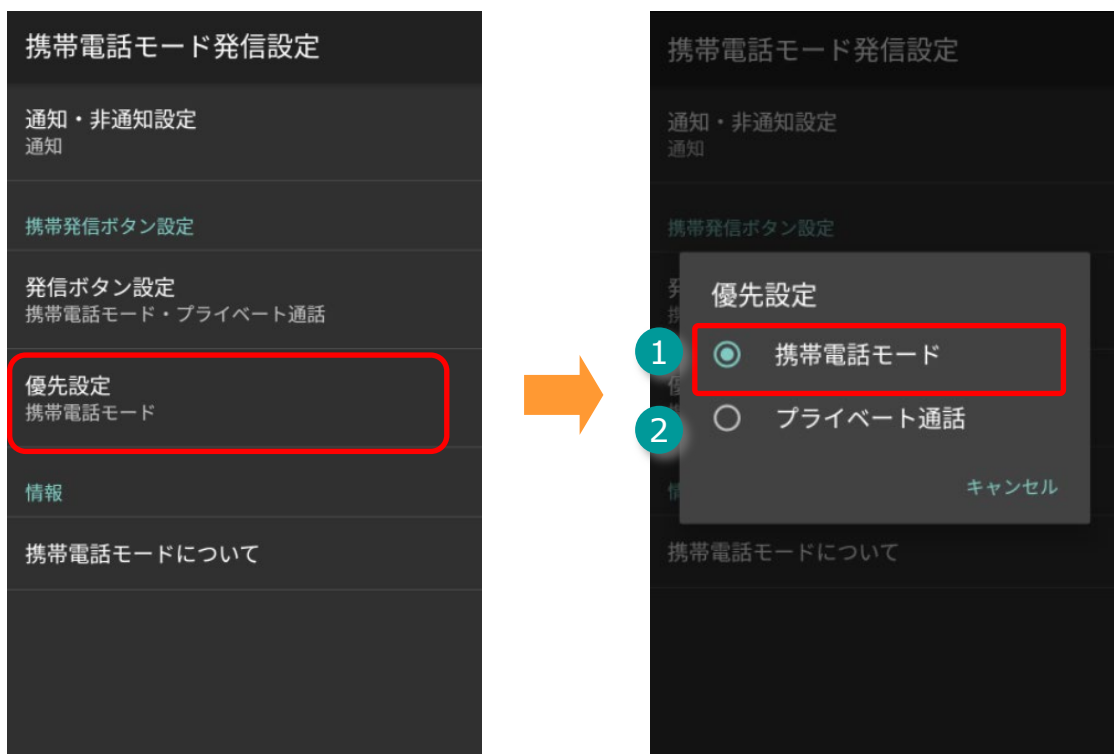 携帯電話モード発信設定
通知・非通知設定
通知
携帯発信ボタン設定
発信ボタン設定
携帯電話モード・プライベート通話
優先設定
携帯電話モード
情報
携帯電話モードについて
携帯電話モード発信設定
通知・非通知設定
通知
携帯発信ボタン設定
優先設定
1
携帯電話モード
2
プライベート通話
キャンセル
携帯電話モードについて